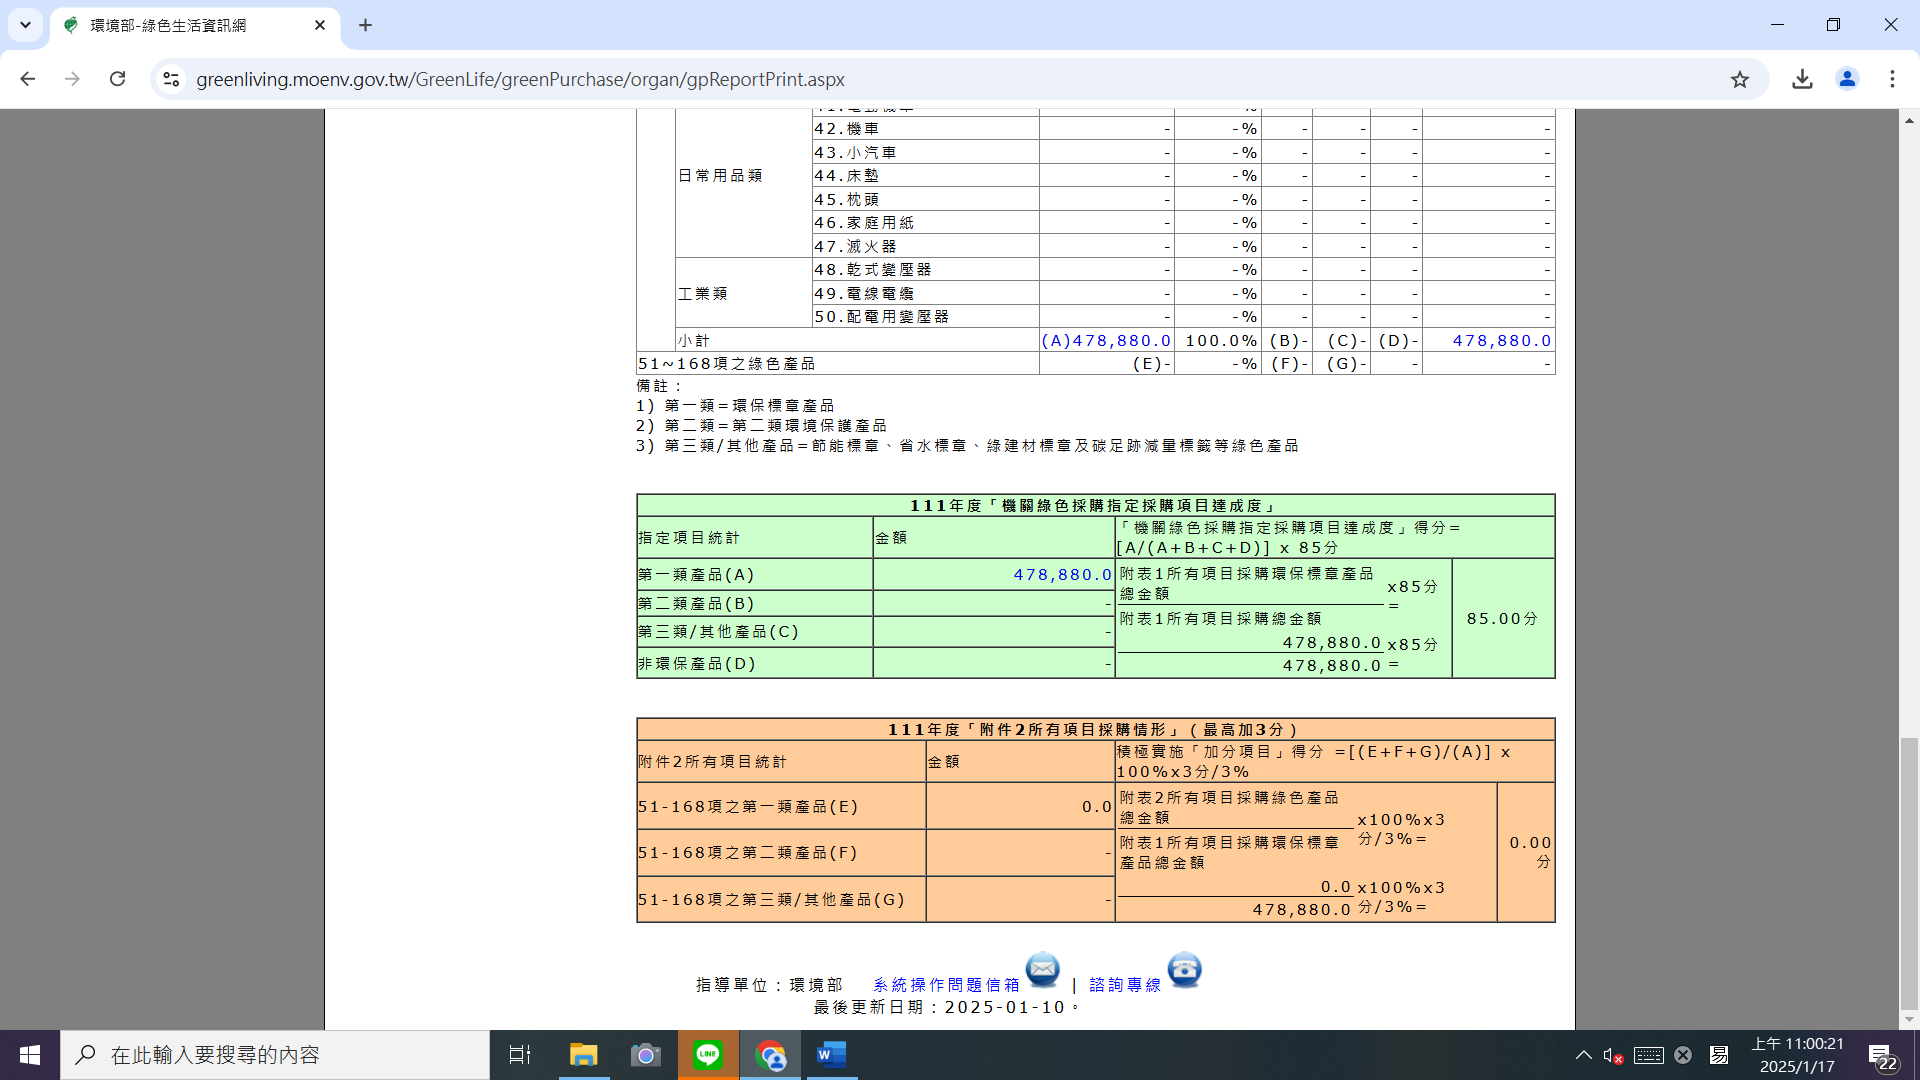 環境部-綠色生活資訊網
greenliving.moenv.gov.tw/GreenLife/greenPurchase/organ/gpReportPrint.aspx
42.機車 - -% - - - -
43.小汽車 - -% - - - -
日常用品類
44.床墊 - -% - - - -
45.枕頭 - -% - - - -
46.家庭用紙 - -% - - - -
47.滅火器 - -% - - - -
48.乾式變壓器 - -% - - - -
工業類 49.電線電纜 - -% - - - -
50.配電用變壓器 - -% - - - -
小計 (A)478,880.0 100.0% (B)- (C)- (D)- 478,880.0
51~168項之綠色產品 (E)- -% (F)- (G)- - -
備註：
1) 第一類=環保標章產品
2) 第二類=第二類環境保護產品
3) 第三類/其他產品=節能標章、省水標章、綠建材標章及碳足跡減量標籤等綠色產品
111年度「機關綠色採購指定採購項目達成度」
指定項目統計 金額 「機關綠色採購指定採購項目達成度」得分=
[A/(A+B+C+D)] x 85分
第一類產品(A) 478,880.0
第二類產品(B) -
第三類/其他產品(C) -
非環保產品(D) -
附表1所有項目採購環保標章產品
總金額
附表1所有項目採購總金額
x85分
=
478,880.0
478,880.0
x85分
=
85.00分
111年度「附件2所有項目採購情形」（最高加3分）
附件2所有項目統計 金額 積極實施「加分項目」得分 =[(E+F+G)/(A)] x
100%x3分/3%
51-168項之第一類產品(E) 0.0
51-168項之第二類產品(F) -
51-168項之第三類/其他產品(G) -
附表2所有項目採購綠色產品
總金額
附表1所有項目採購環保標章
產品總金額
x100%x3
分/3%=
0.0
478,880.0
x100%x3
分/3%=
0.00
分
指導單位：環境部 系統操作問題信箱 | 諮詢專線
最後更新日期：2025-01-10。
在此輸入要搜尋的內容
LINE
W
易
上午 11:00:21
2025/1/17
22